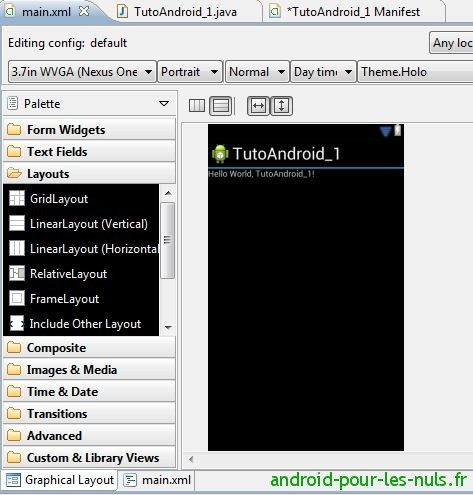 main.xml TutoAndroid_1.java *TutoAndroid_1 Manifest
Editing config: default
Any loc
3.7in WVGA (Nexus One Portrait Normal Day time Theme.Holo
Palette
Form Widgets
Text Fields
Layouts
GridLayout
LinearLayout (Vertical)
LinearLayout (Horizontal
RelativeLayout
FrameLayout
Include Other Layout
Composite
Images & Media
Time & Date
Transitions
Advanced
Custom & Library Views
TutoAndroid_1
Hello World, TutoAndroid_1!
Graphical Layout main.xml
android-pour-les-nuls.fr